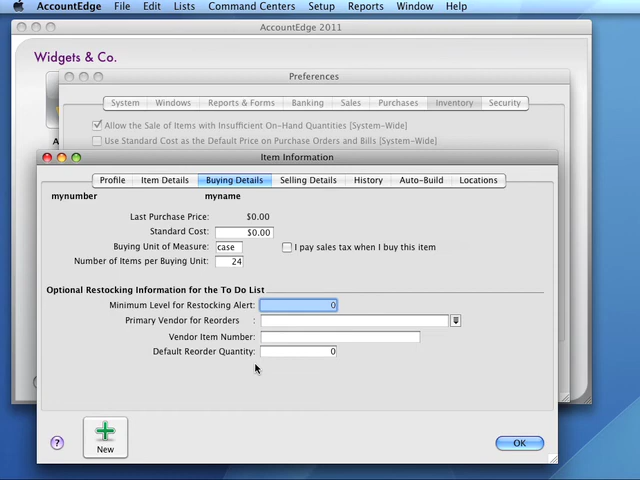 AccountEdge File Edit Lists Command Centers Setup Reports Window Help
AccountEdge 2011
Widgets & Co.
Preferences
System Windows Reports & Forms Banking Sales Purchases Inventory Security
Allow the Sale of Items with Insufficient On-Hand Quantities [System-Wide]
Use Standard Cost as the Default Price on Purchase Orders and Bills [System-Wide]
Item Information
Profile Item Details Buying Details Selling Details History Auto-Build Locations
mynumber myname
Last Purchase Price: $0.00
Standard Cost: $0.00
Buying Unit of Measure: case I pay sales tax when I buy this item
Number of Items per Buying Unit: 24
Optional Restocking Information for the To Do List
Minimum Level for Restocking Alert: 0
Primary Vendor for Reorders :
Vendor Item Number:
Default Reorder Quantity: 0
? New OK